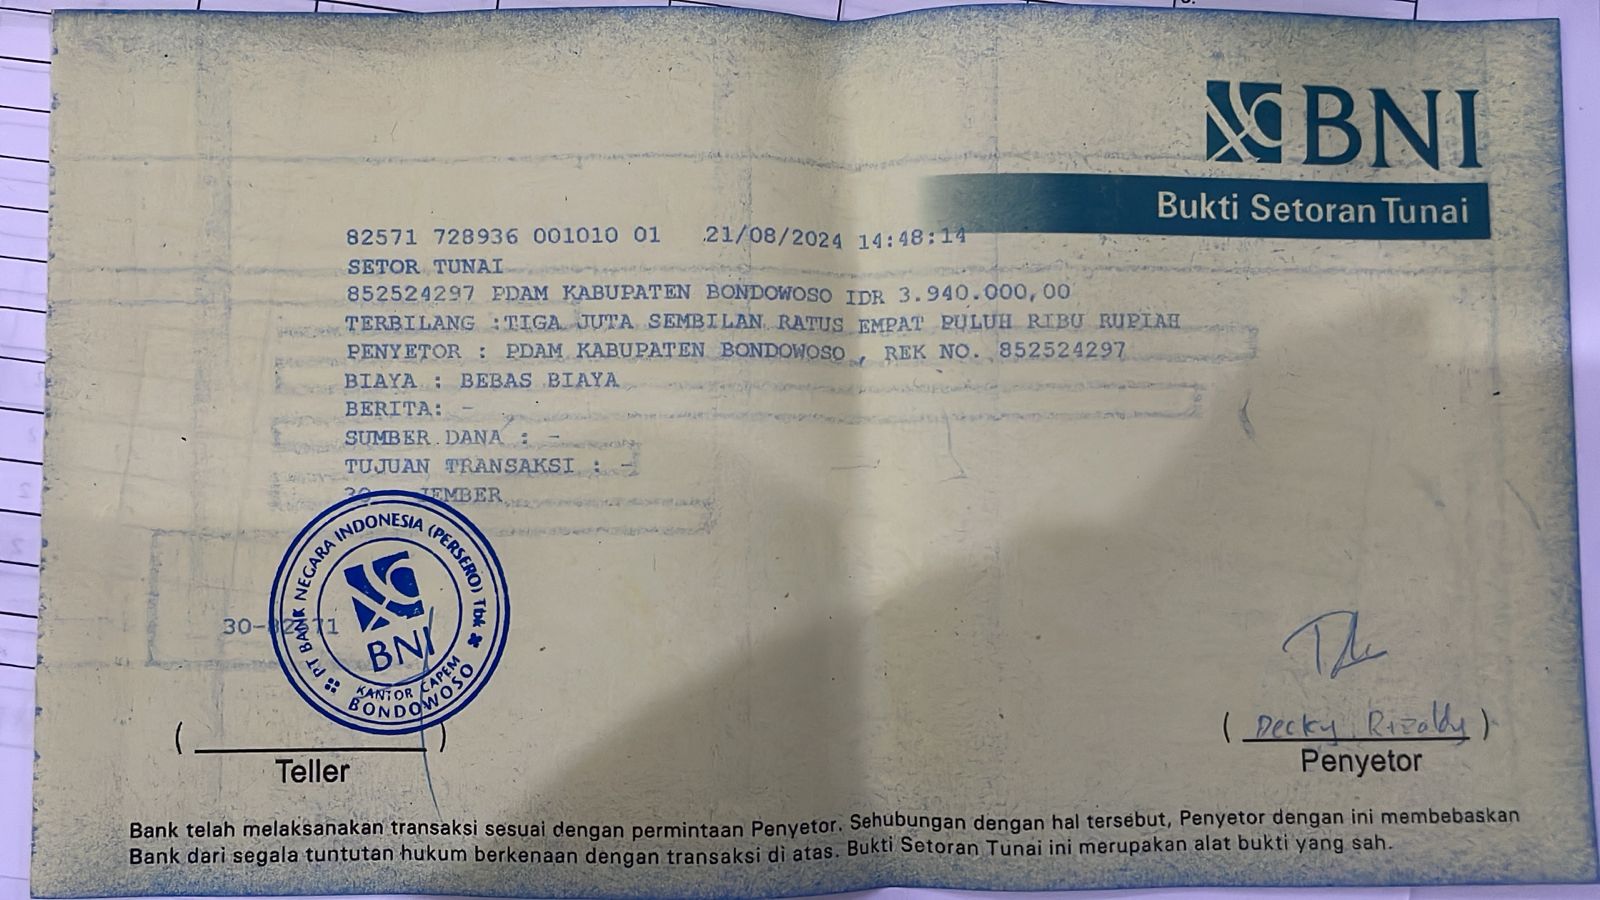 BNI
Bukti Setoran Tunai
82571 728936 001010 01 21/08/2024 14:48:14
SETOR TUNAI
852524297 PDAM KABUPATEN BONDOWOSO IDR 3.940.000,00
TERBILANG :TIGA JUTA SEMBILAN RATUS EMPAT PULUH RIBU RUPIAH
PENYETOR : PDAM KABUPATEN BONDOWOSO , REK NO. 852524297
BIAYA : BEBAS BIAYA
BERITA: -
SUMBER DANA : -
TUJUAN TRANSAKSI : -
30 JEMBER
PT BANK NEGARA INDONESIA (PERSERO) Tbk
BNI
KANTOR CAPEM
BONDOWOSO
30-82571
( Decky Rizaldy )
Teller
Penyetor
Bank telah melaksanakan transaksi sesuai dengan permintaan Penyetor. Sehubungan dengan hal tersebut, Penyetor dengan ini membebaskan
Bank dari segala tuntutan hukum berkenaan dengan transaksi di atas. Bukti Setoran Tunai ini merupakan alat bukti yang sah.